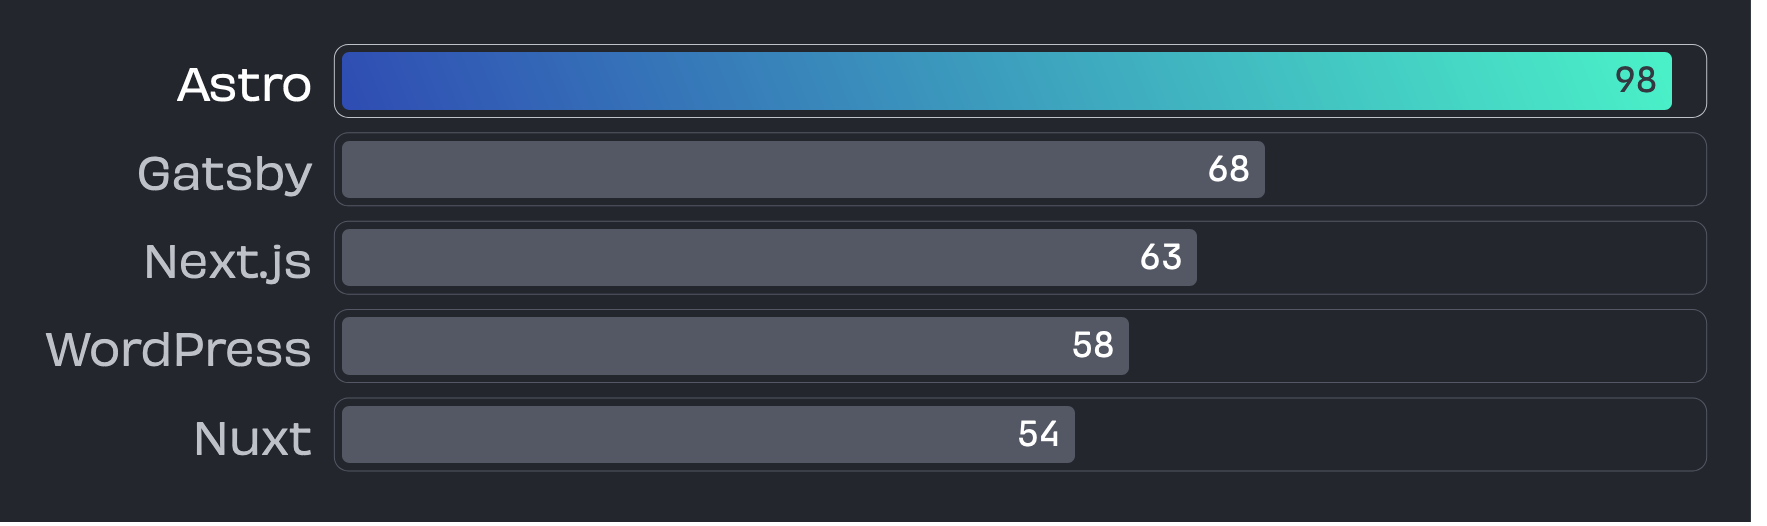 Astro 98
Gatsby 68
Next.js 63
WordPress 58
Nuxt 54